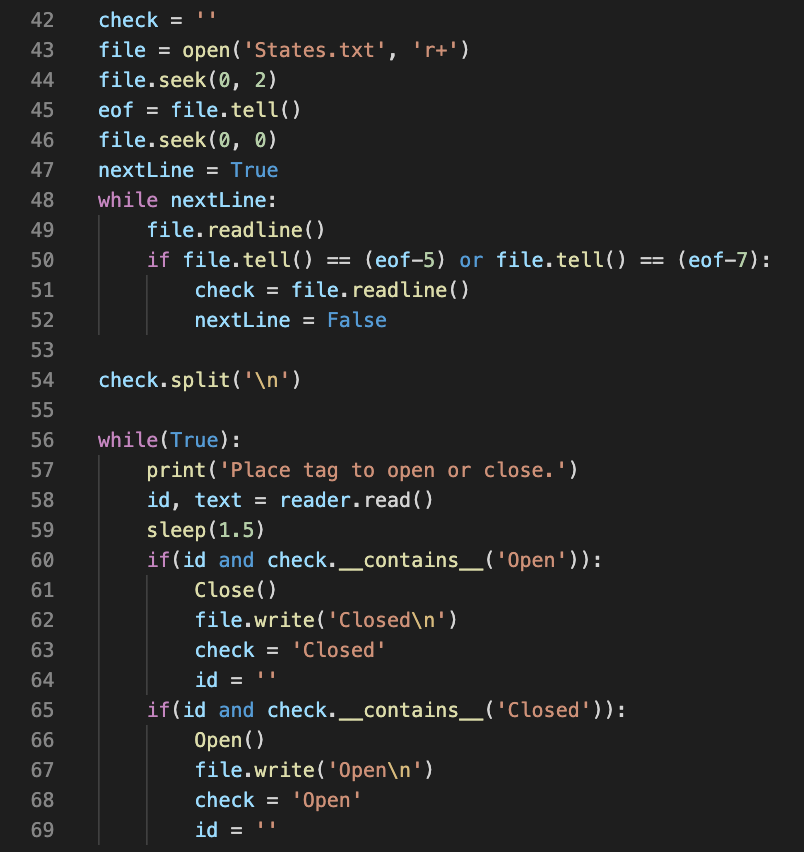 42 check = ''
43 file = open('States.txt', 'r+')
44 file.seek(0, 2)
45 eof = file.tell()
46 file.seek(0, 0)
47 nextLine = True
48 while nextLine:
49     file.readline()
50     if file.tell() == (eof-5) or file.tell() == (eof-7):
51         check = file.readline()
52         nextLine = False
53
54 check.split('\n')
55
56 while(True):
57     print('Place tag to open or close.')
58     id, text = reader.read()
59     sleep(1.5)
60     if(id and check.__contains__('Open')):
61         Close()
62         file.write('Closed\n')
63         check = 'Closed'
64         id = ''
65     if(id and check.__contains__('Closed')):
66         Open()
67         file.write('Open\n')
68         check = 'Open'
69         id = ''